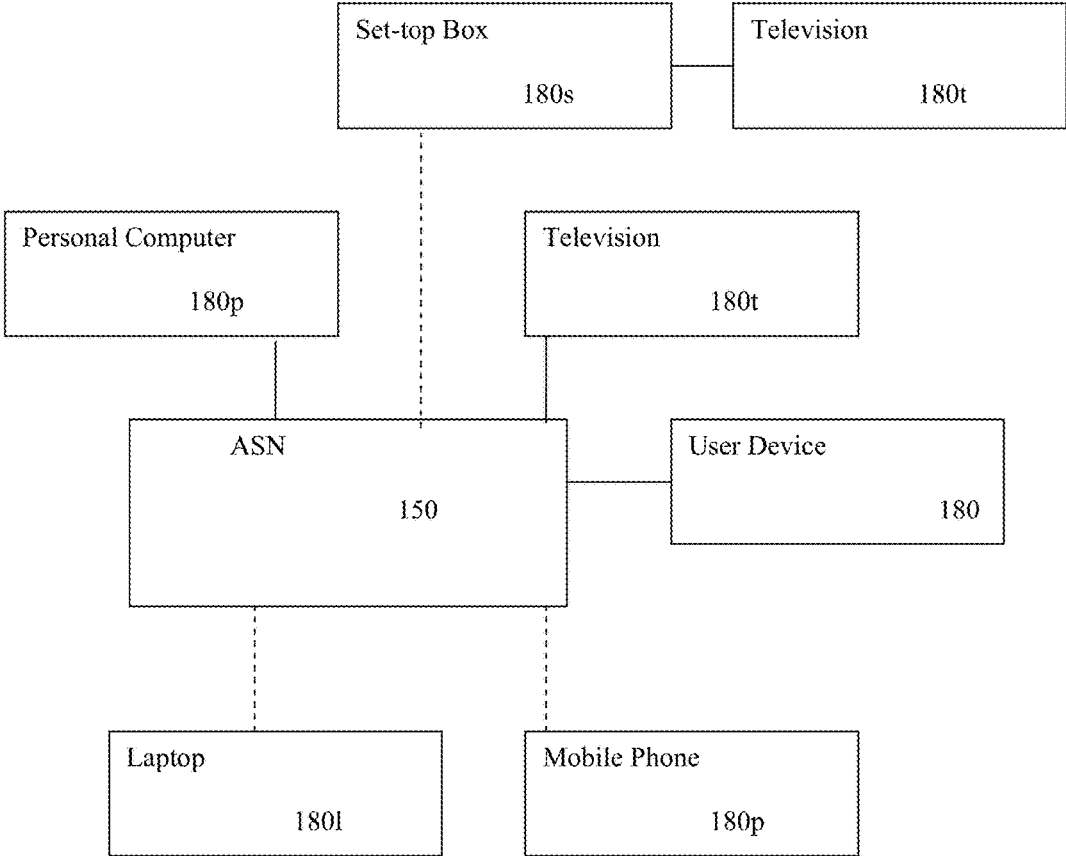 Set-top Box
180s
Television
180t
Personal Computer
180p
Television
180t
ASN
150
User Device
180
Laptop
180l
Mobile Phone
180p